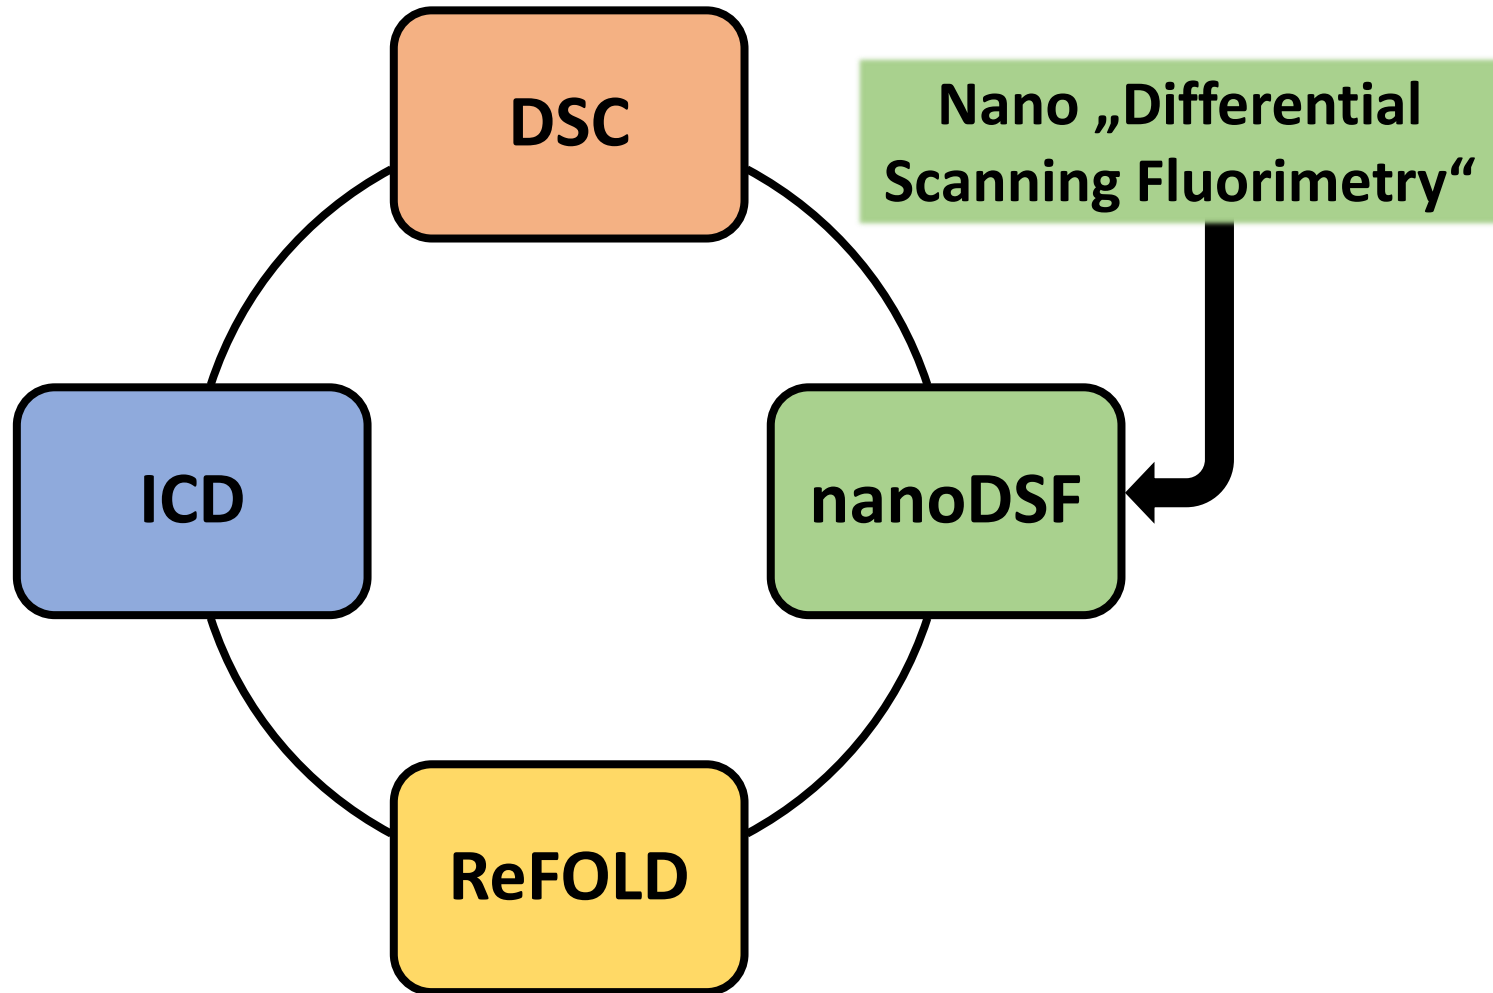 DSC
Nano „Differential
Scanning Fluorimetry“
ICD
nanoDSF
ReFOLD